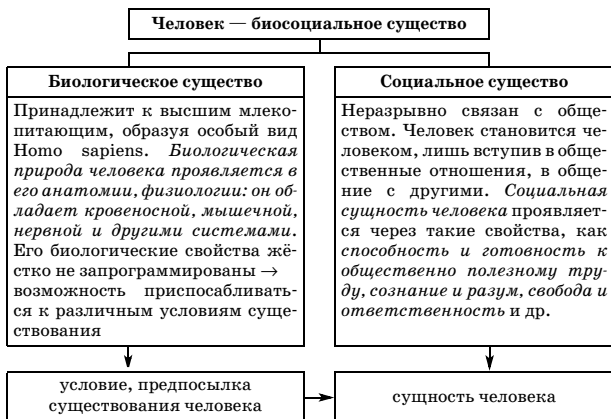 Человек — биосоциальное существо
Биологическое существо
Принадлежит к высшим млеко-
питающим, образуя особый вид
Homo sapiens. Биологическая
природа человека проявляется в
его анатомии, физиологии: он об-
ладает кровеносной, мышечной,
нервной и другими системами.
Его биологические свойства жё-
стко не запрограммированы →
возможность приспосабливать-
ся к различным условиям суще-
ствования
Социальное существо
Неразрывно связан с обще-
ством. Человек становится че-
ловеком, лишь вступив в обще-
ственные отношения, в обще-
ние с другими. Социальная
сущность человека проявляет-
ся через такие свойства, как
способность и готовность к
общественно полезному тру-
ду, сознание и разум, свобода и
ответственность и др.
условие, предпосылка
существования человека
сущность человека